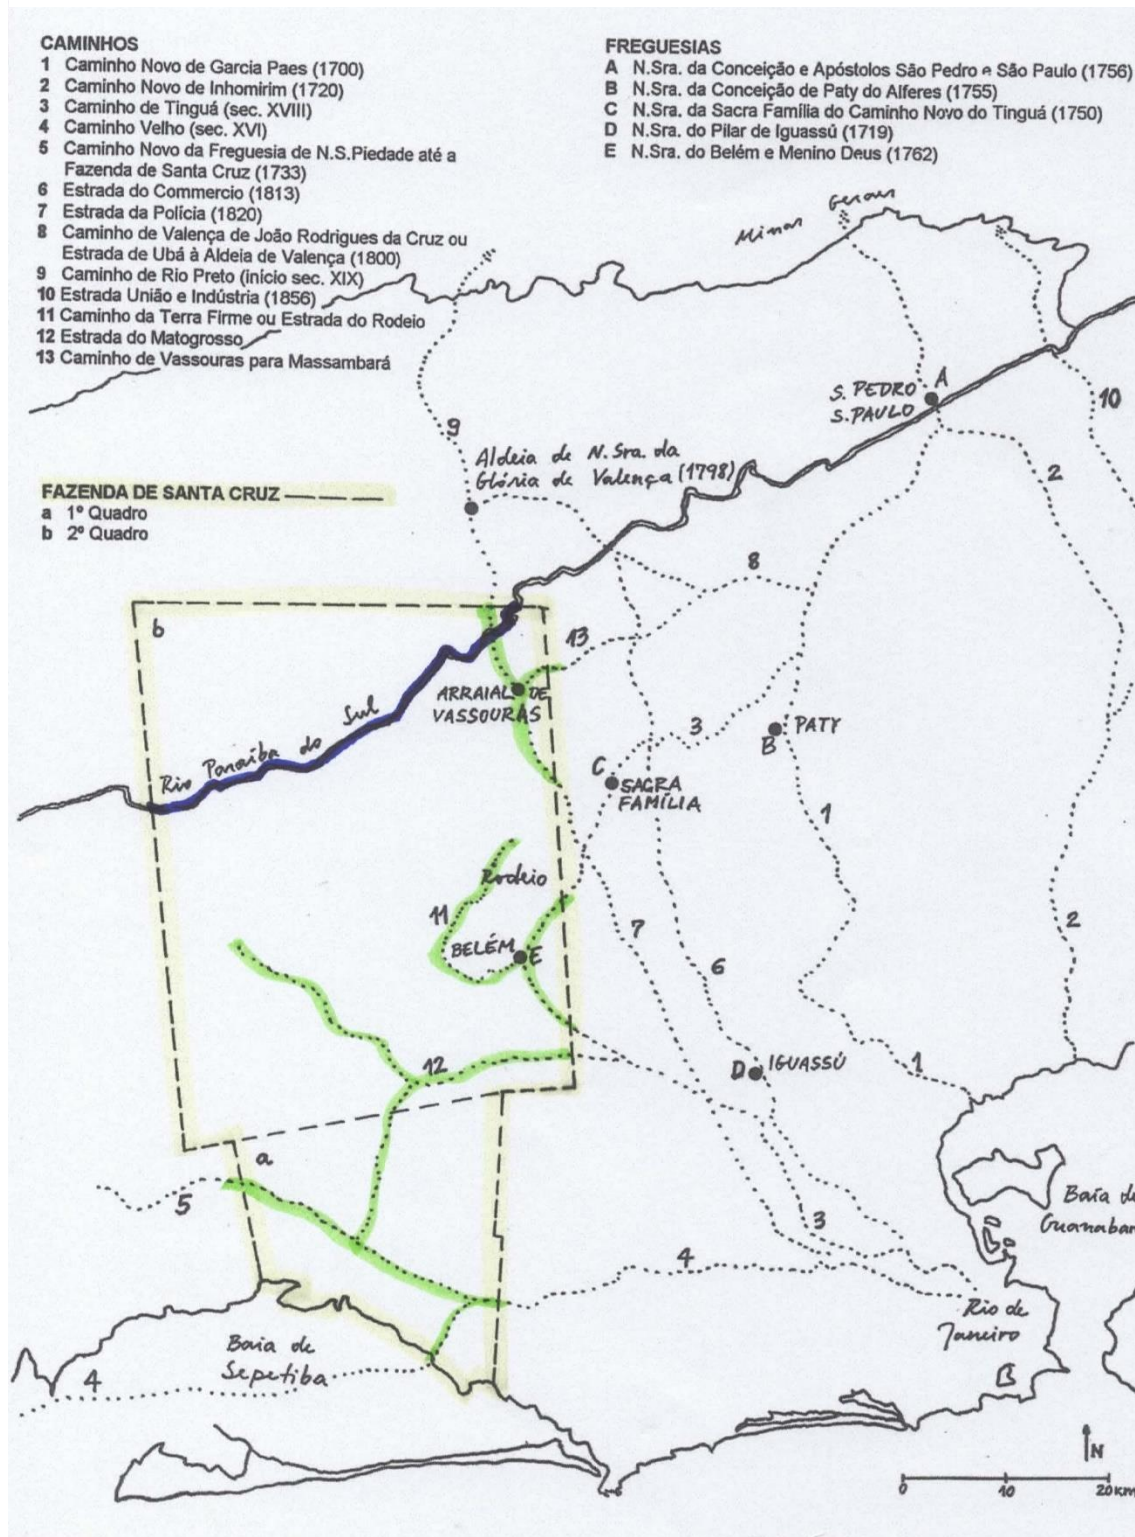 CAMINHOS
1 Caminho Novo de Garcia Paes (1700)
2 Caminho Novo de Inhomirim (1720)
3 Caminho de Tinguá (sec. XVIII)
4 Caminho Velho (sec. XVI)
5 Caminho Novo da Freguesia de N.S.Piedade até a
Fazenda de Santa Cruz (1733)
6 Estrada do Commercio (1813)
7 Estrada da Polícia (1820)
8 Caminho de Valença de João Rodrigues da Cruz ou
Estrada de Ubá à Aldeia de Valença (1800)
9 Caminho de Rio Preto (início sec. XIX)
10 Estrada União e Indústria (1856)
11 Caminho da Terra Firme ou Estrada do Rodeio
12 Estrada do Matogrosso
13 Caminho de Vassouras para Massambará
FREGUESIAS
A N.Sra. da Conceição e Apóstolos São Pedro e São Paulo (1756)
B N.Sra. da Conceição de Paty do Alferes (1755)
C N.Sra. da Sacra Família do Caminho Novo do Tinguá (1750)
D N.Sra. do Pilar de Iguassú (1719)
E N.Sra. do Belém e Menino Deus (1762)
Minas Gerais
S. PEDRO
S. PAULO
A
10
9
Aldeia de N. Sra. da
Glória de Valença (1798)
2
FAZENDA DE SANTA CRUZ
a 1º Quadro
b 2º Quadro
8
b
13
ARRAIAL DE
VASSOURAS
Rio Paraíba do Sul
3
B
PATY
C
SACRA
FAMÍLIA
1
Rodeio
11
BELÉM
E
7
2
6
12
D
IGUASSÚ
1
a
5
3
Baía de
Guanabar
4
Rio de
Janeiro
Baía de
Sepetiba
4
N
0 10 20KM